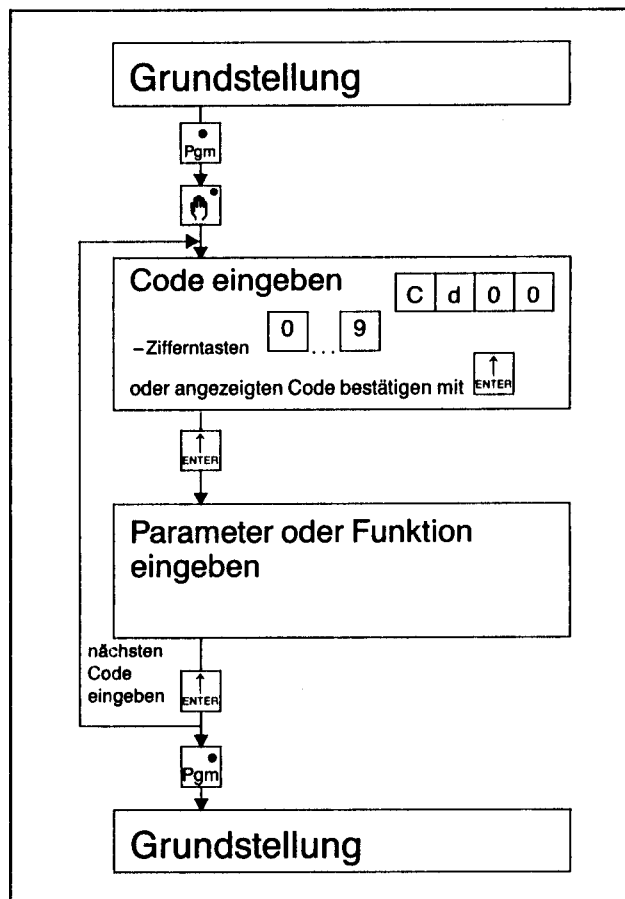 Grundstellung
Pgm
Code eingeben
C d 0 0
–Zifferntasten 0 ... 9
oder angezeigten Code bestätigen mit ↑ ENTER
↑
ENTER
Parameter oder Funktion
eingeben
nächsten
Code
eingeben
↑
ENTER
Pgm
Grundstellung